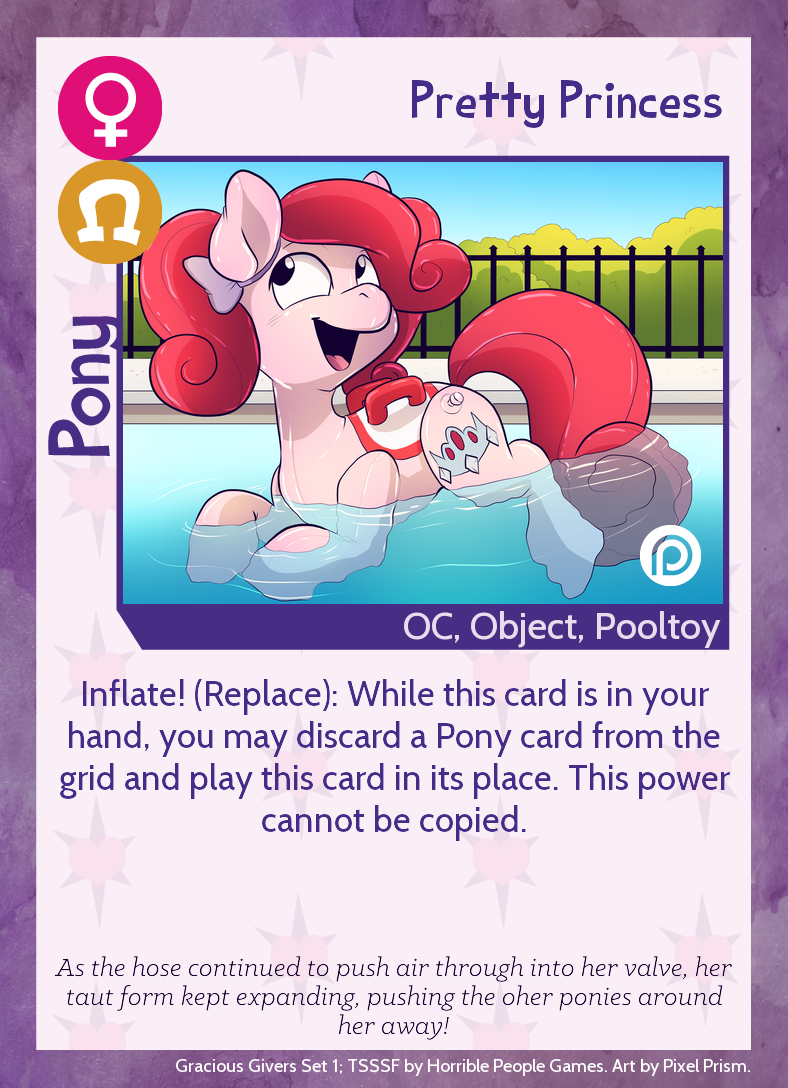 Pretty Princess
Pony
OC, Object, Pooltoy
Inflate! (Replace): While this card is in your
hand, you may discard a Pony card from the
grid and play this card in its place. This power
cannot be copied.
As the hose continued to push air through into her valve, her
taut form kept expanding, pushing the oher ponies around
her away!
Gracious Givers Set 1; TSSSF by Horrible People Games. Art by Pixel Prism.